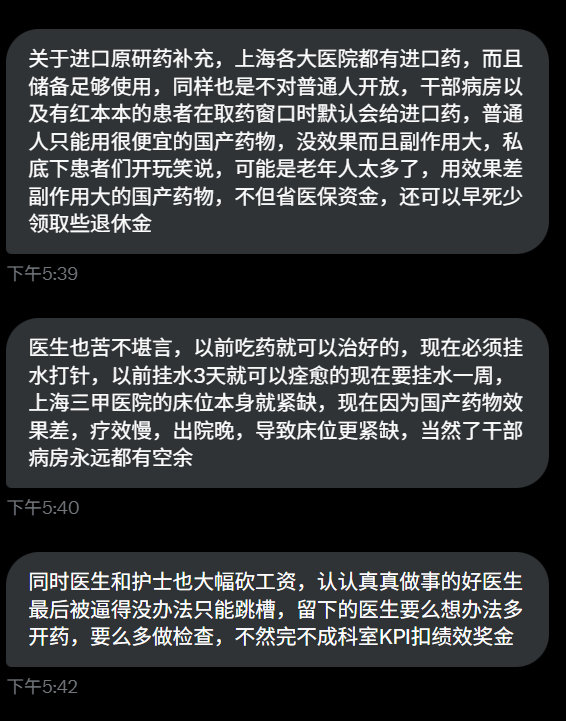 关于进口原研药补充，上海各大医院都有进口药，而且
储备足够使用，同样也是不对普通人开放，干部病房以
及有红本本的患者在取药窗口时默认会给进口药，普通
人只能用很便宜的国产药物，没效果而且副作用大，私
底下患者们开玩笑说，可能是老年人太多了，用效果差
副作用大的国产药物，不但省医保资金，还可以早死少
领取些退休金
下午5:39
医生也苦不堪言，以前吃药就可以治好的，现在必须挂
水打针，以前挂水3天就可以痊愈的现在要挂水一周，
上海三甲医院的床位本身就紧缺，现在因为国产药物效
果差，疗效慢，出院晚，导致床位更紧缺，当然了干部
病房永远都有空余
下午5:40
同时医生和护士也大幅砍工资，认认真真做事的好医生
最后被逼得没办法只能跳槽，留下的医生要么想办法多
开药，要么多做检查，不然完不成科室KPI扣绩效奖金
下午5:42